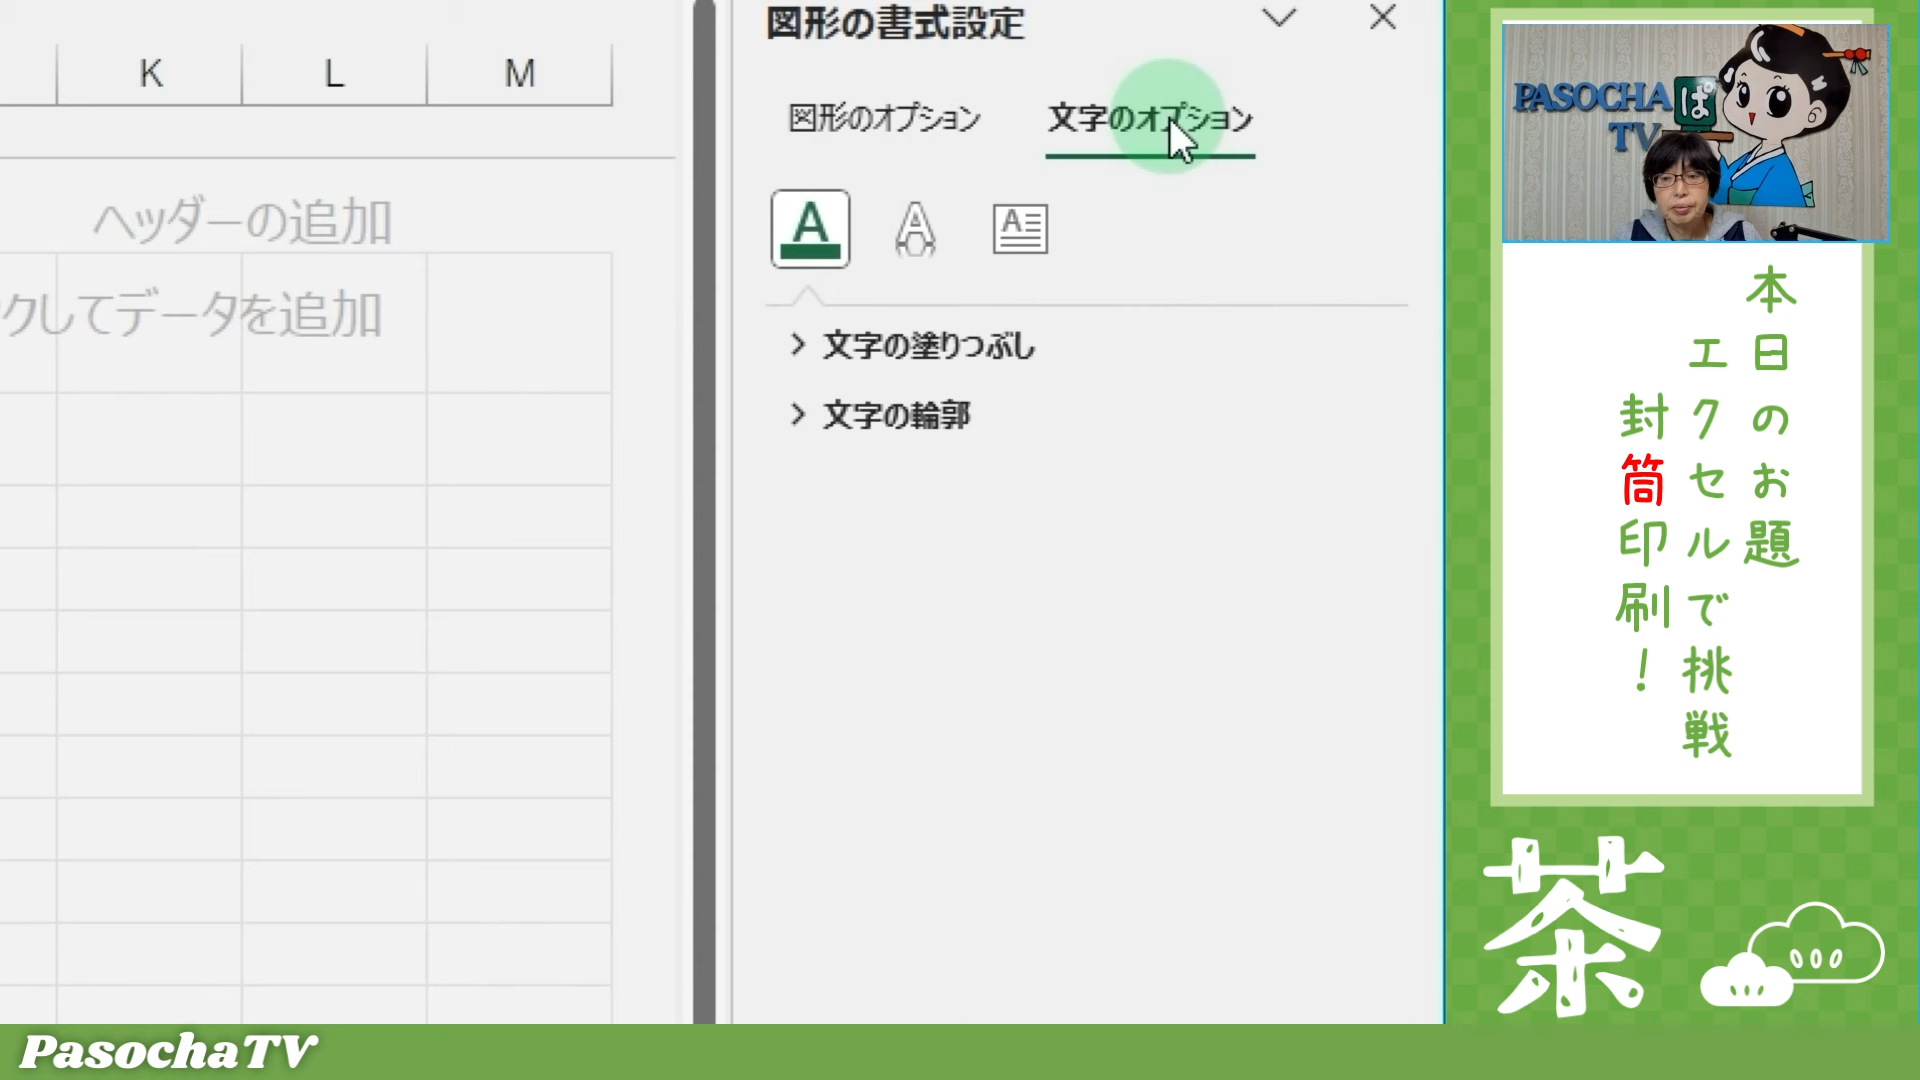 図形の書式設定
K L M
図形のオプション 文字のオプション
ヘッダーの追加
クしてデータを追加
文字の塗りつぶし
文字の輪郭
PASOCHA ぱ
TV
本日のお題
エクセルで挑戦
封筒印刷！
茶
PasochaTV